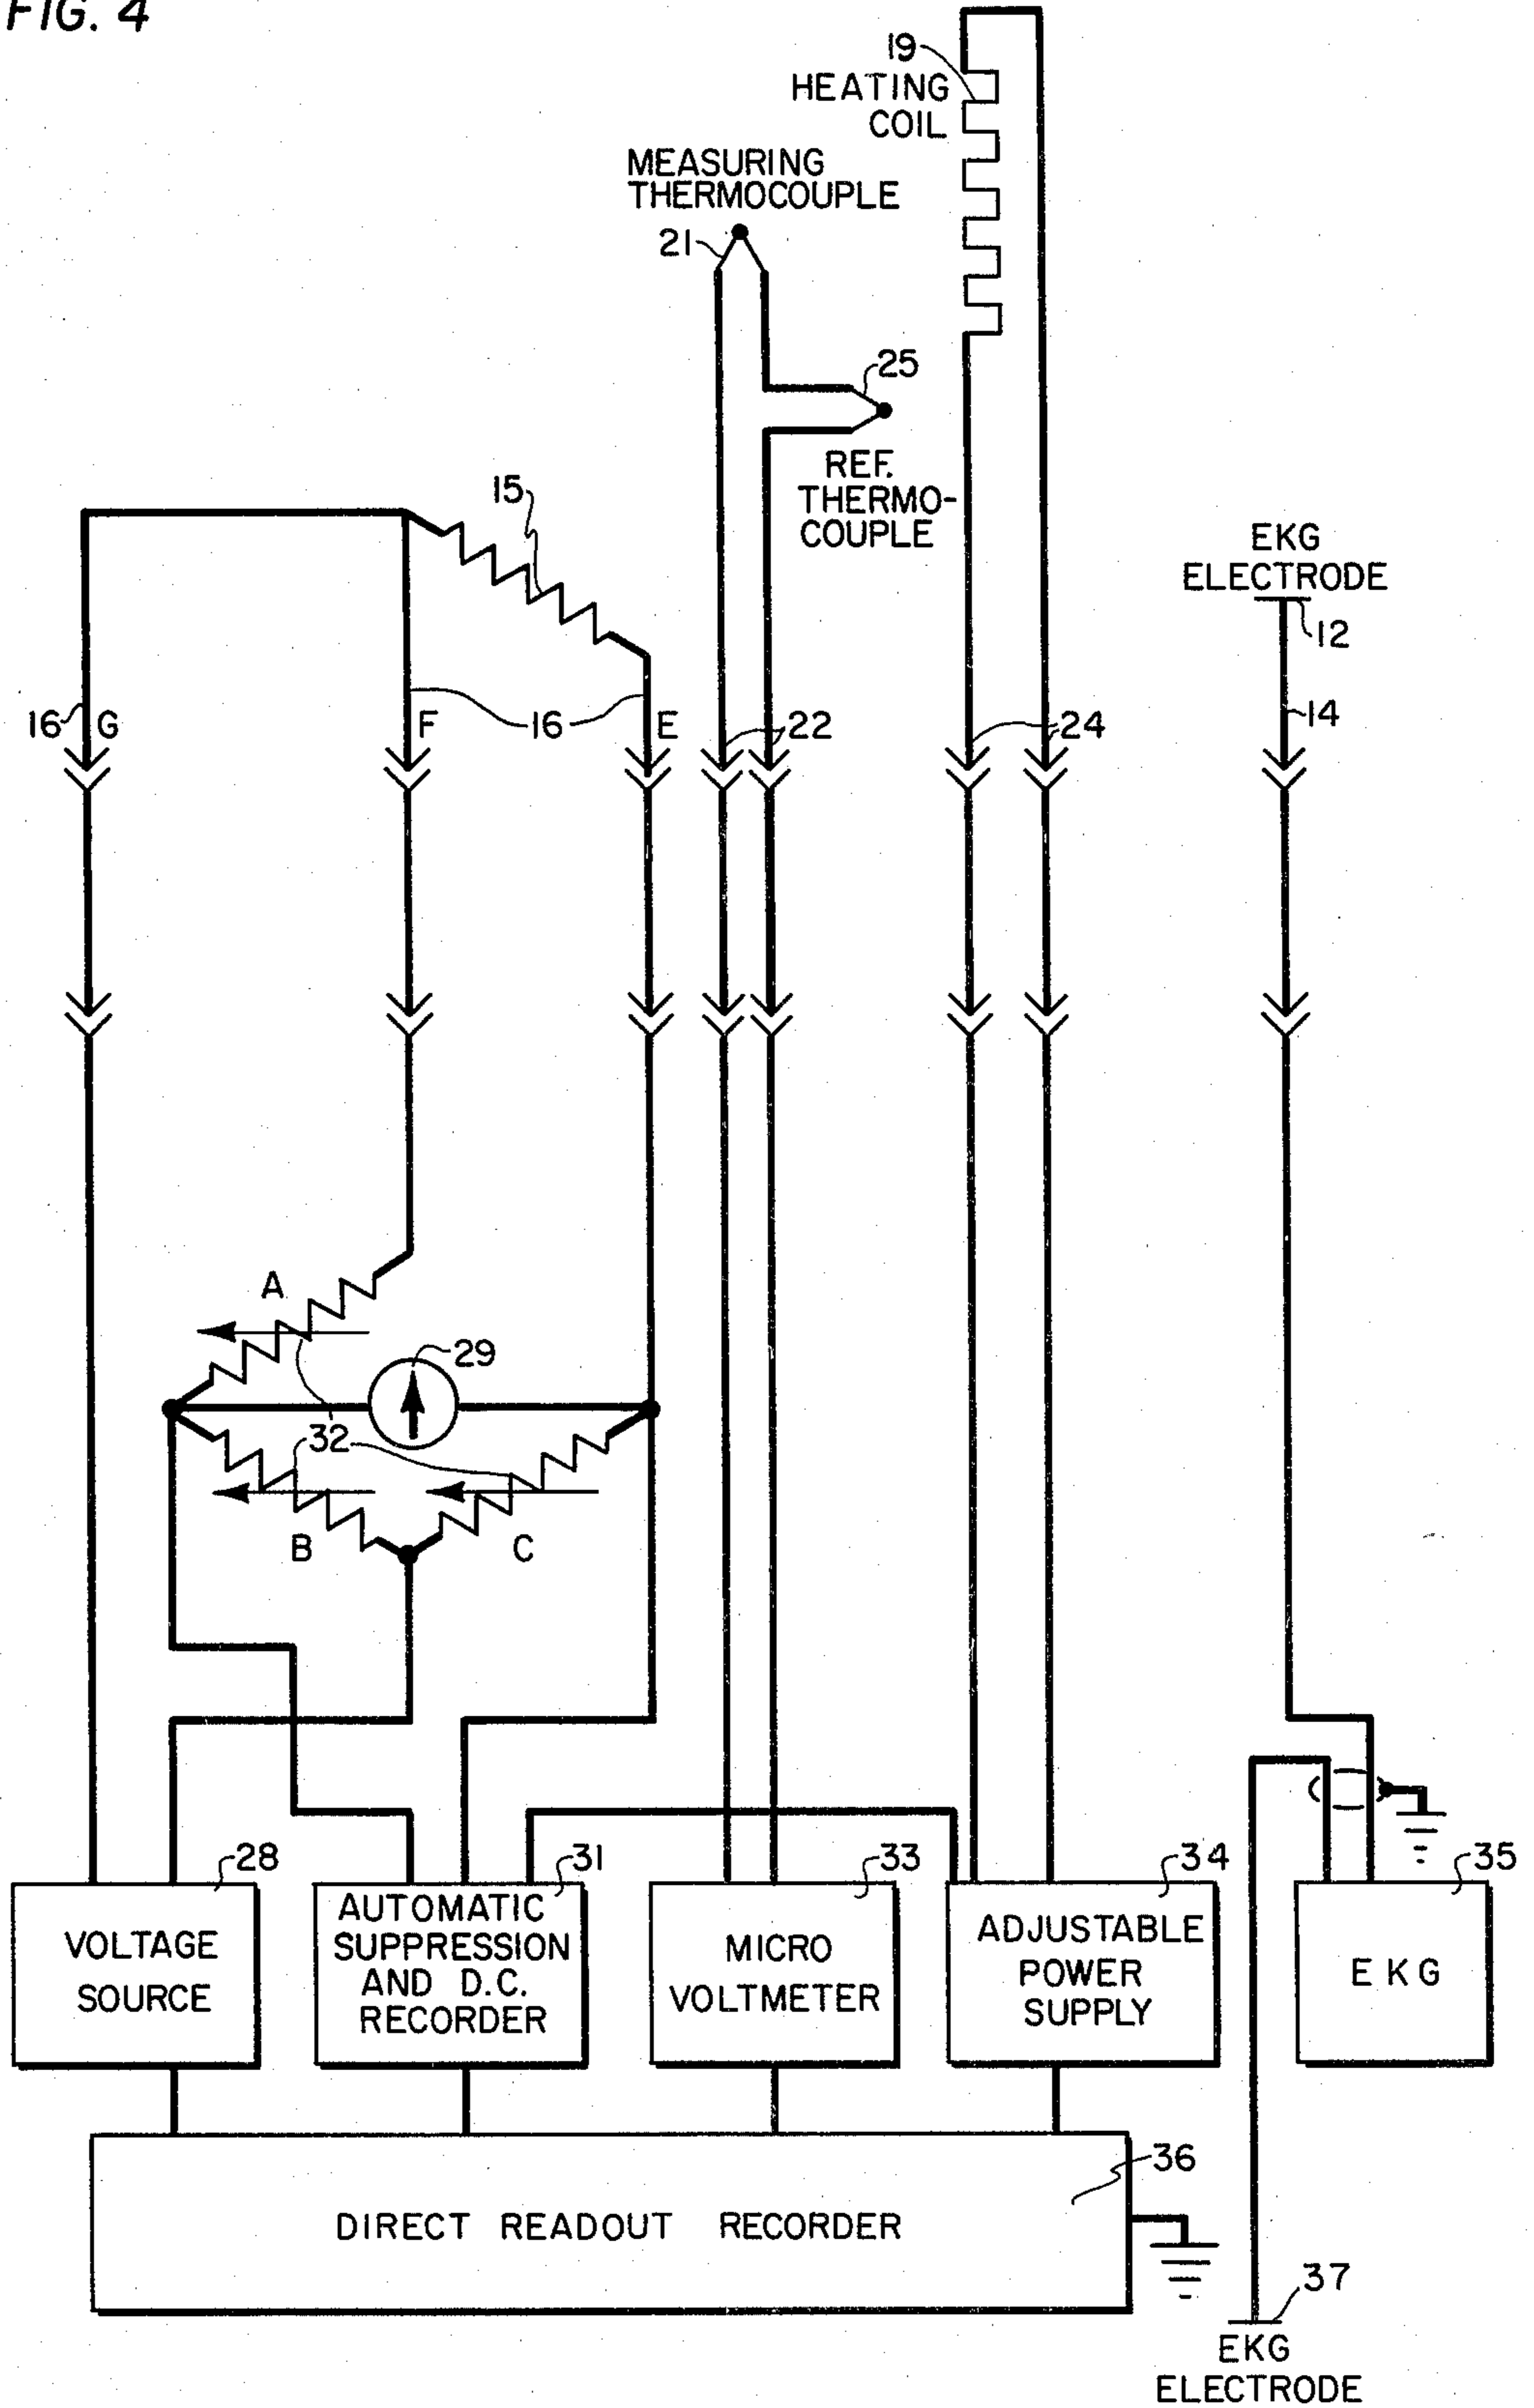 FIG. 4
19
HEATING
COIL
MEASURING
THERMOCOUPLE
21
25
REF.
THERMO-
COUPLE
15
EKG
ELECTRODE
12
16 G
F
16
E
22
24
14
A
29
32
B
C
28
31
33
34
35
VOLTAGE
SOURCE
AUTOMATIC
SUPPRESSION
AND D.C.
RECORDER
MICRO
VOLTMETER
ADJUSTABLE
POWER
SUPPLY
EKG
36
DIRECT READOUT RECORDER
37
EKG
ELECTRODE